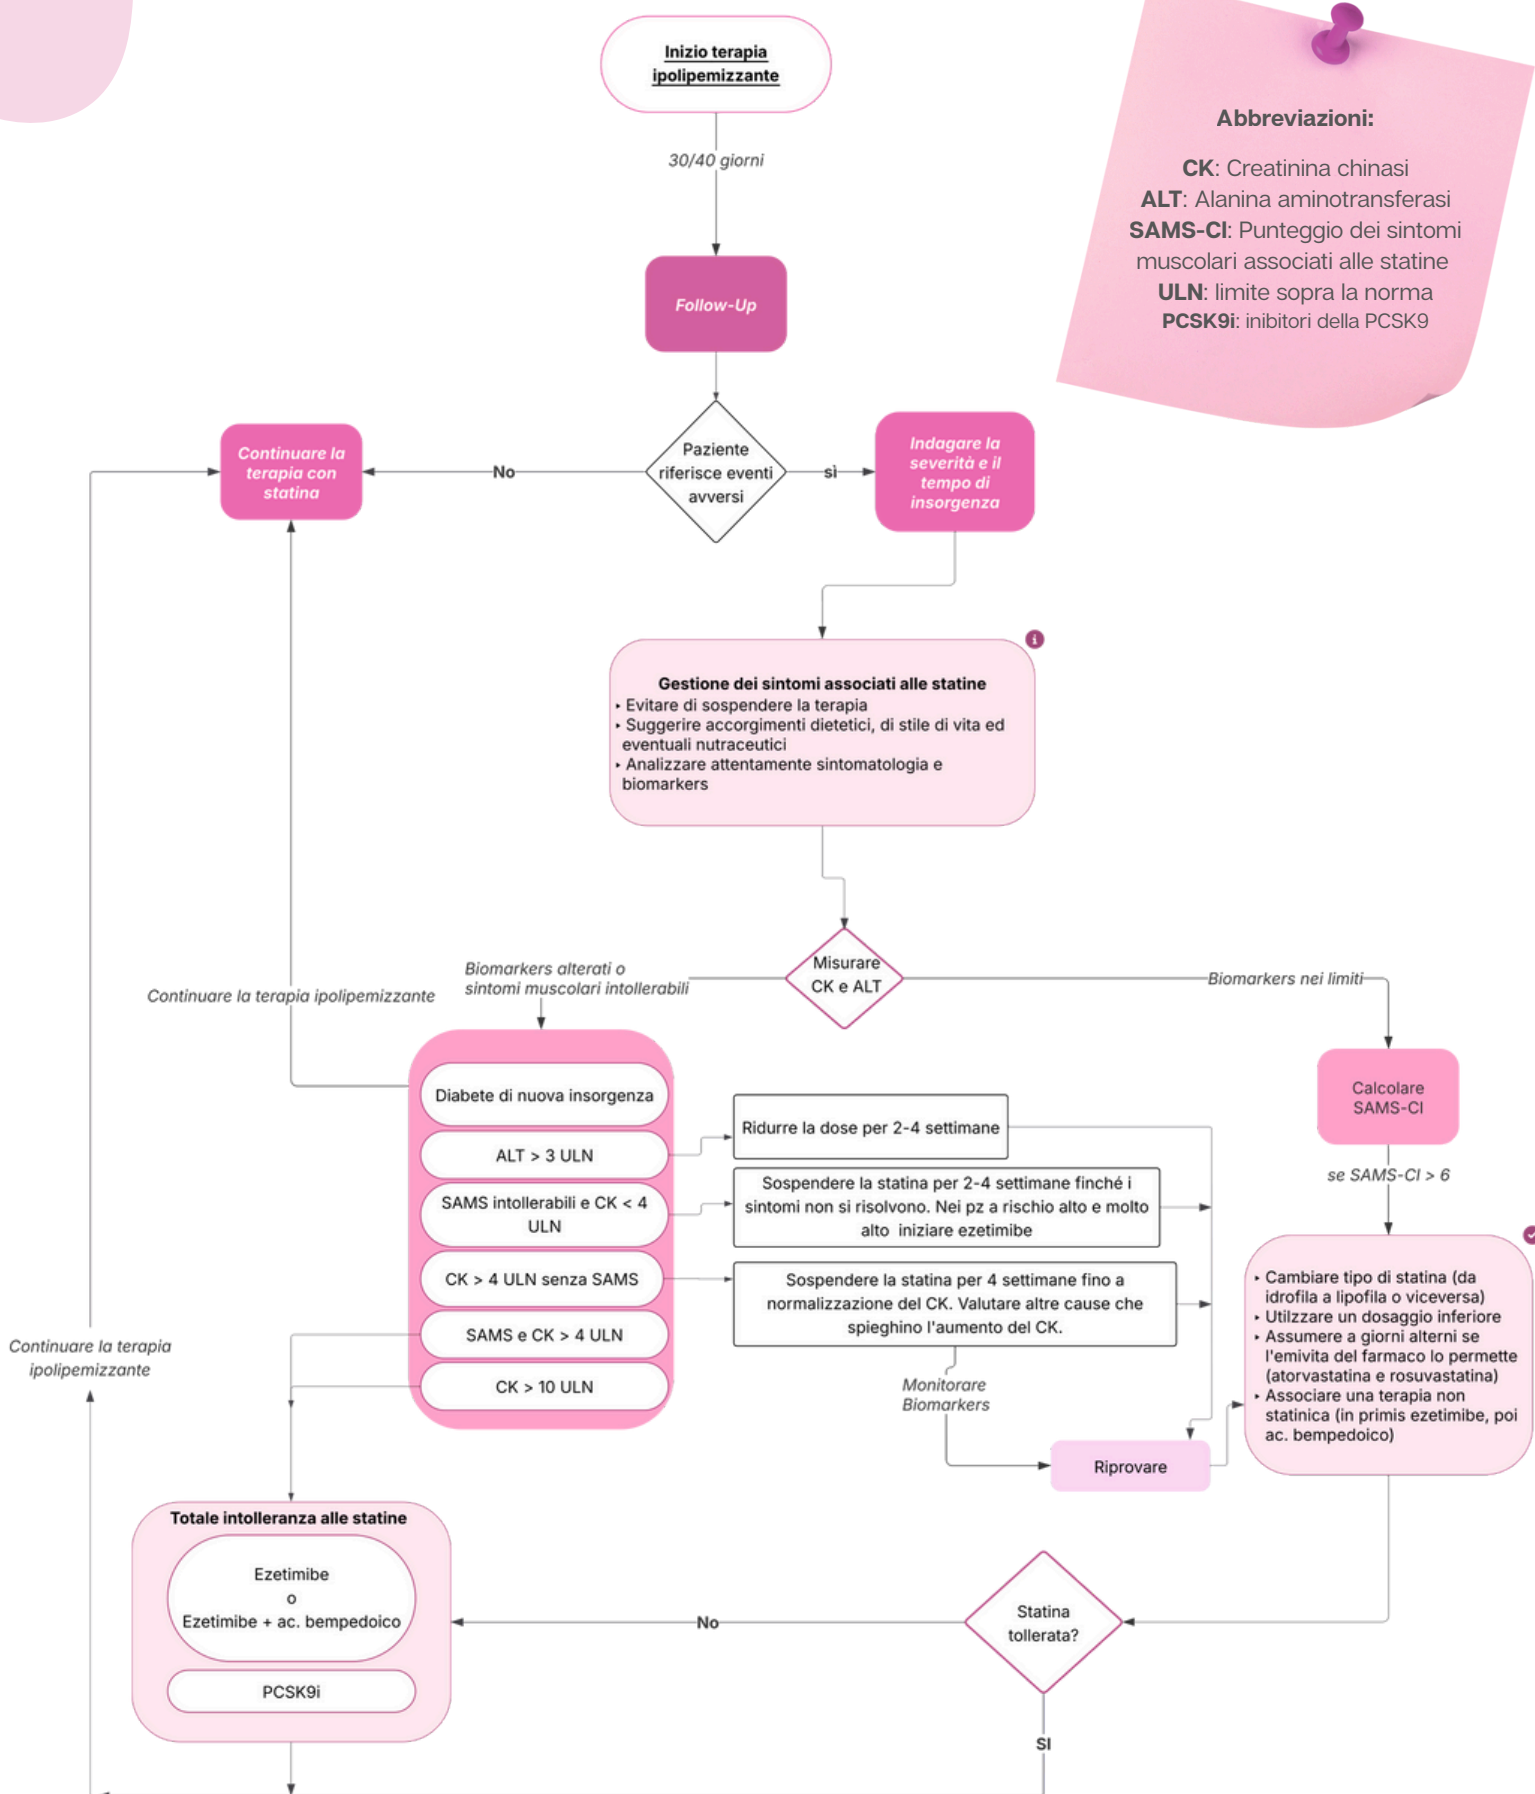 Inizio terapia
ipolipemizzante
Abbreviazioni:
CK: Creatinina chinasi
ALT: Alanina aminotransferasi
SAMS-CI: Punteggio dei sintomi
muscolari associati alle statine
ULN: limite sopra la norma
PCSK9i: inibitori della PCSK9
30/40 giorni
Follow-Up
Continuare la
terapia con
statina
No
Paziente
riferisce eventi
avversi
sì
Indagare la
severità e il
tempo di
insorgenza
Gestione dei sintomi associati alle statine
‣ Evitare di sospendere la terapia
‣ Suggerire accorgimenti dietetici, di stile di vita ed
eventuali nutraceutici
‣ Analizzare attentamente sintomatologia e
biomarkers
Misurare
CK e ALT
Biomarkers alterati o
sintomi muscolari intollerabili
Biomarkers nei limiti
Continuare la terapia ipolipemizzante
Diabete di nuova insorgenza
ALT > 3 ULN
SAMS intollerabili e CK < 4
ULN
CK > 4 ULN senza SAMS
SAMS e CK > 4 ULN
CK > 10 ULN
Ridurre la dose per 2-4 settimane
Sospendere la statina per 2-4 settimane finché i
sintomi non si risolvono. Nei pz a rischio alto e molto
alto iniziare ezetimibe
Sospendere la statina per 4 settimane fino a
normalizzazione del CK. Valutare altre cause che
spieghino l'aumento del CK.
Monitorare
Biomarkers
Riprovare
Calcolare
SAMS-CI
se SAMS-CI > 6
‣ Cambiare tipo di statina (da
idrofila a lipofila o viceversa)
‣ Utilzzare un dosaggio inferiore
‣ Assumere a giorni alterni se
l'emivita del farmaco lo permette
(atorvastatina e rosuvastatina)
‣ Associare una terapia non
statinica (in primis ezetimibe, poi
ac. bempedoico)
Continuare la terapia
ipolipemizzante
Totale intolleranza alle statine
Ezetimibe
o
Ezetimibe + ac. bempedoico
PCSK9i
No
Statina
tollerata?
SI